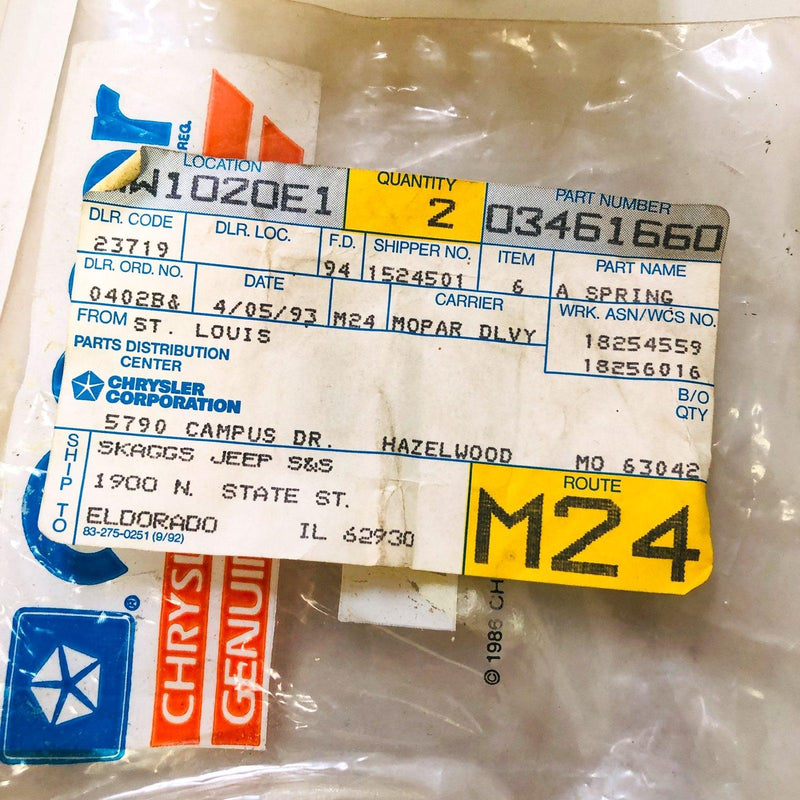 LOCATION QUANTITY PART NUMBER
W1020E1 2 03461660
DLR. CODE DLR. LOC. F.D. SHIPPER NO. ITEM PART NAME
23719 94 1524501 6 A SPRING
DLR. ORD. NO. DATE CARRIER WRK. ASN/WCS NO.
0402B& 4/05/93 M24 MOPAR DLVY 18254559
18256016
FROM ST. LOUIS
PARTS DISTRIBUTION
CENTER
CHRYSLER
CORPORATION
B/O
QTY
5790 CAMPUS DR. HAZELWOOD MO 63042
SHIP TO
SKAGGS JEEP S&S
1900 N. STATE ST.
ELDORADO IL 62930
83-275-0251 (9/92)
ROUTE
M24
REG.
®
CHRYSL
GENUIN
© 1986 CH